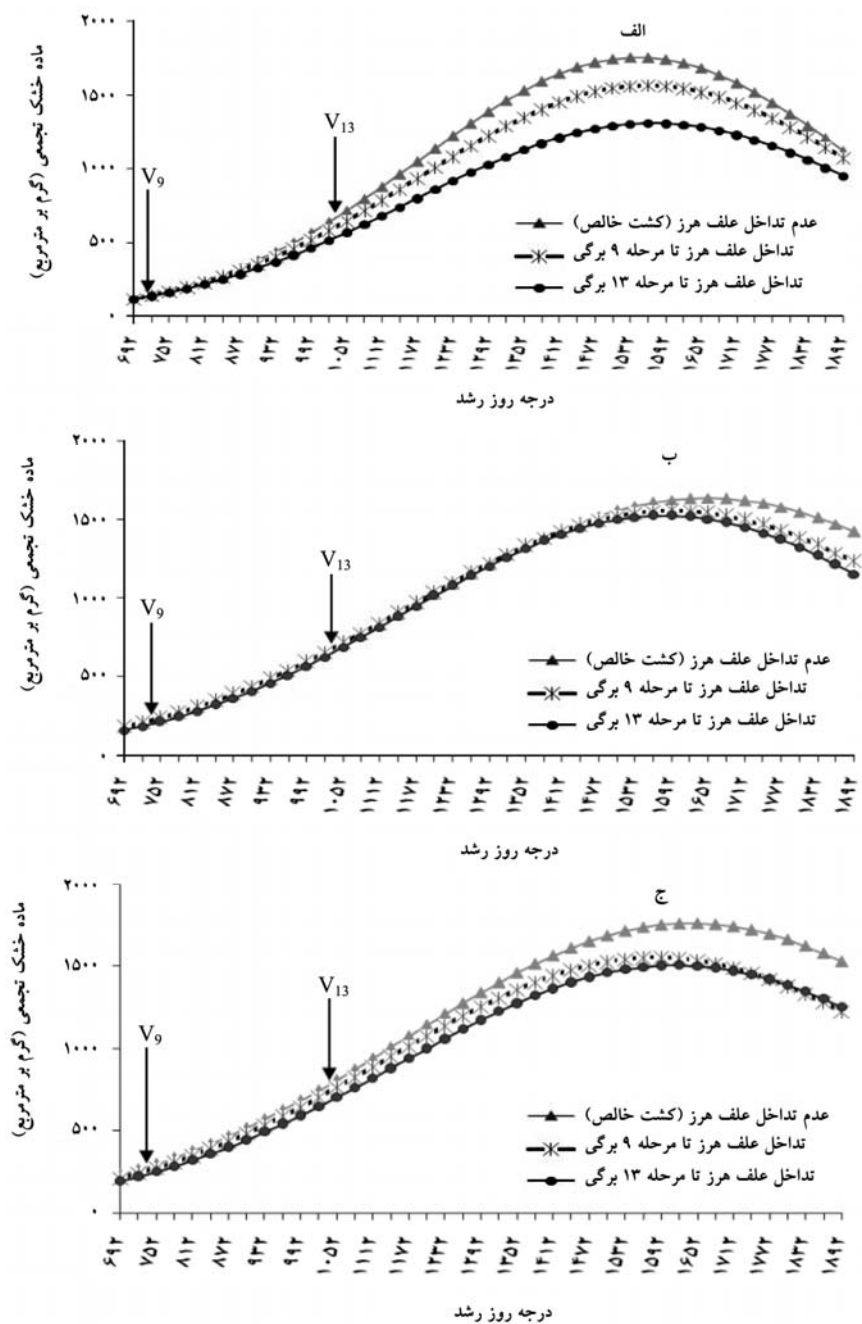 الف
ماده خشک تجمعی (گرم بر مترمربع)
۲۰۰۰
۱۵۰۰
۱۰۰۰
۵۰۰
۰
V9
V13
عدم تداخل علف هرز (کشت خالص)
تداخل علف هرز تا مرحله ۹ برگی
تداخل علف هرز تا مرحله ۱۳ برگی
۶۹۲ ۷۵۲ ۸۱۲ ۸۷۲ ۹۳۲ ۹۹۲ ۱۰۵۲ ۱۱۱۲ ۱۱۷۲ ۱۲۳۲ ۱۲۹۲ ۱۳۵۲ ۱۴۱۲ ۱۴۷۲ ۱۵۳۲ ۱۵۹۲ ۱۶۵۲ ۱۷۱۲ ۱۷۷۲ ۱۸۳۲ ۱۸۹۲
درجه روز رشد
ب
ماده خشک تجمعی (گرم بر مترمربع)
۲۰۰۰
۱۵۰۰
۱۰۰۰
۵۰۰
۰
V9
V13
عدم تداخل علف هرز (کشت خالص)
تداخل علف هرز تا مرحله ۹ برگی
تداخل علف هرز تا مرحله ۱۳ برگی
۶۹۲ ۷۵۲ ۸۱۲ ۸۷۲ ۹۳۲ ۹۹۲ ۱۰۵۲ ۱۱۱۲ ۱۱۷۲ ۱۲۳۲ ۱۲۹۲ ۱۳۵۲ ۱۴۱۲ ۱۴۷۲ ۱۵۳۲ ۱۵۹۲ ۱۶۵۲ ۱۷۱۲ ۱۷۷۲ ۱۸۳۲ ۱۸۹۲
درجه روز رشد
ج
ماده خشک تجمعی (گرم بر مترمربع)
۲۰۰۰
۱۵۰۰
۱۰۰۰
۵۰۰
۰
V9
V13
عدم تداخل علف هرز (کشت خالص)
تداخل علف هرز تا مرحله ۹ برگی
تداخل علف هرز تا مرحله ۱۳ برگی
۶۹۲ ۷۵۲ ۸۱۲ ۸۷۲ ۹۳۲ ۹۹۲ ۱۰۵۲ ۱۱۱۲ ۱۱۷۲ ۱۲۳۲ ۱۲۹۲ ۱۳۵۲ ۱۴۱۲ ۱۴۷۲ ۱۵۳۲ ۱۵۹۲ ۱۶۵۲ ۱۷۱۲ ۱۷۷۲ ۱۸۳۲ ۱۸۹۲
درجه روز رشد